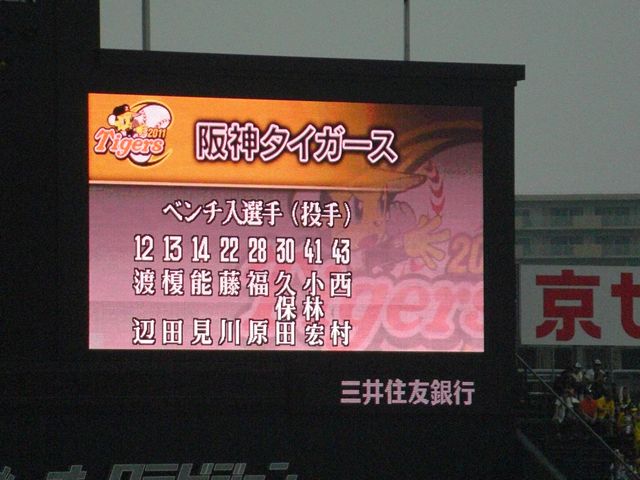 2011
Tigers
阪神タイガース
ベンチ入選手（投手）
12 13 14 22 28 30 41 43
渡辺 榎田 能見 藤川 福原 久保田 小林宏 西村
三井住友銀行
京セ